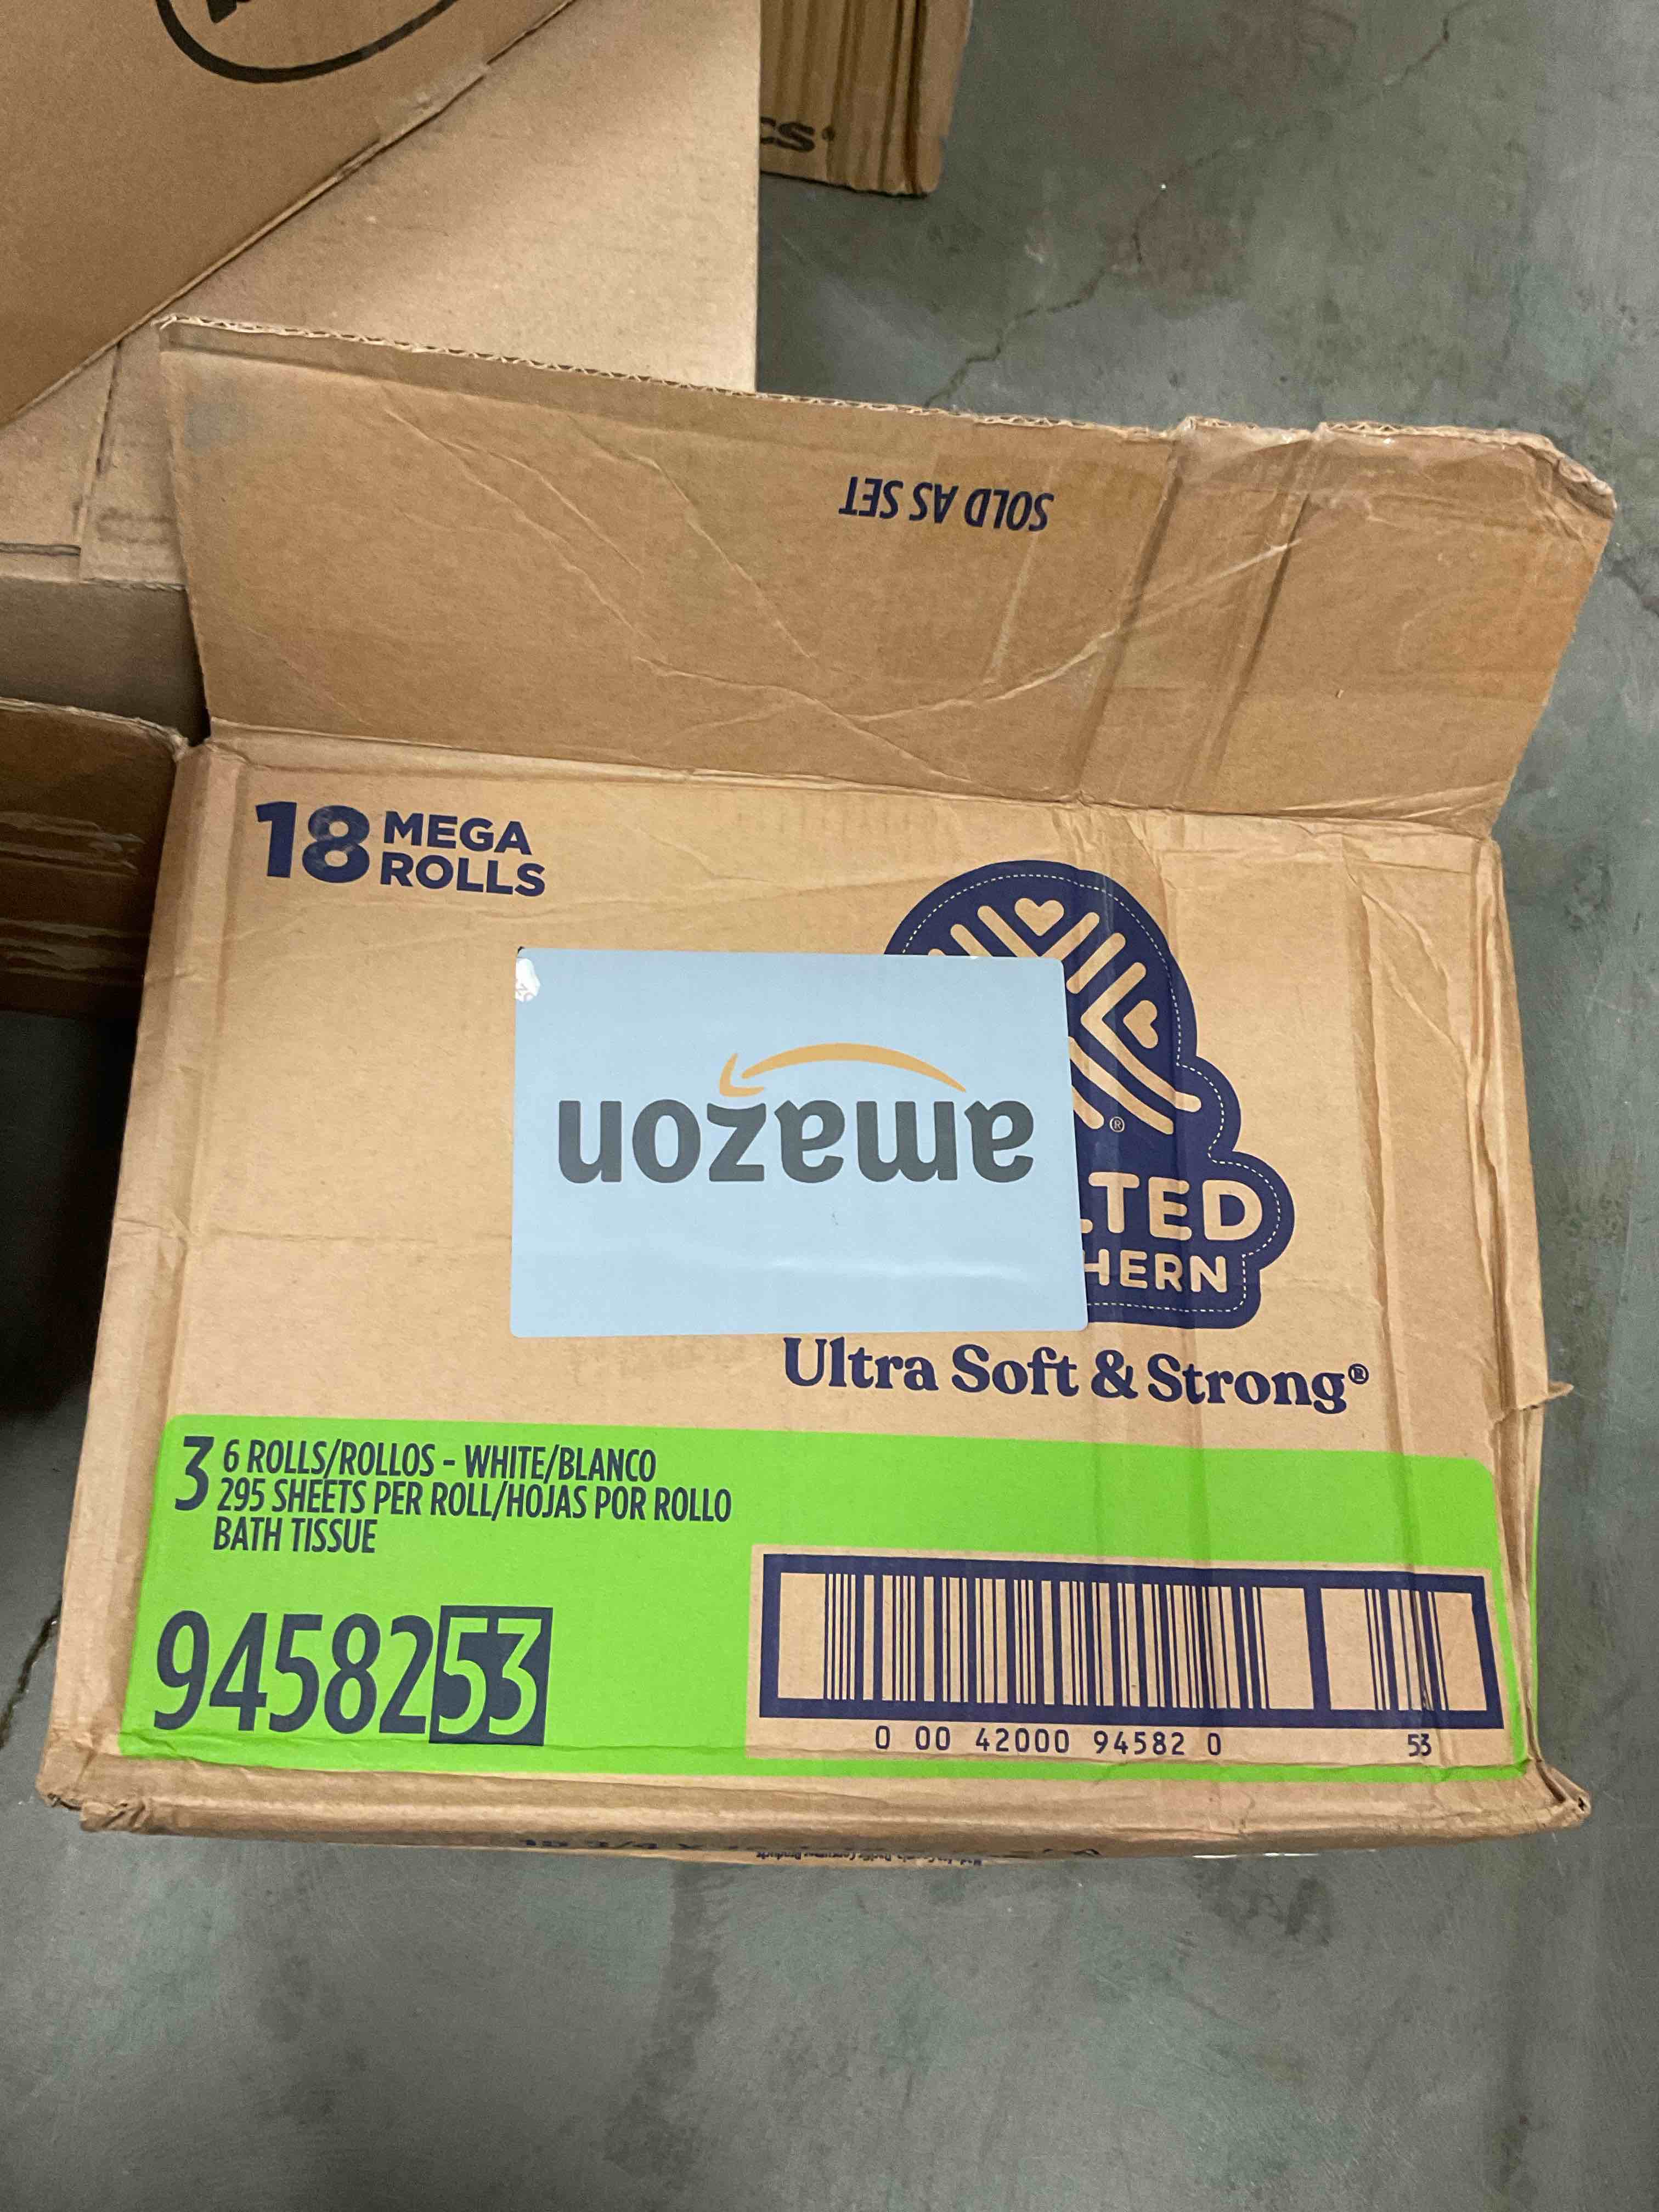 CS
SOLD AS SET
18 MEGA
ROLLS
amazon
LTED
HERN
Ultra Soft & Strong®
3 6 ROLLS/ROLLOS - WHITE/BLANCO
295 SHEETS PER ROLL/HOJAS POR ROLLO
BATH TISSUE
9458253
0 00 42000 94582 0 53